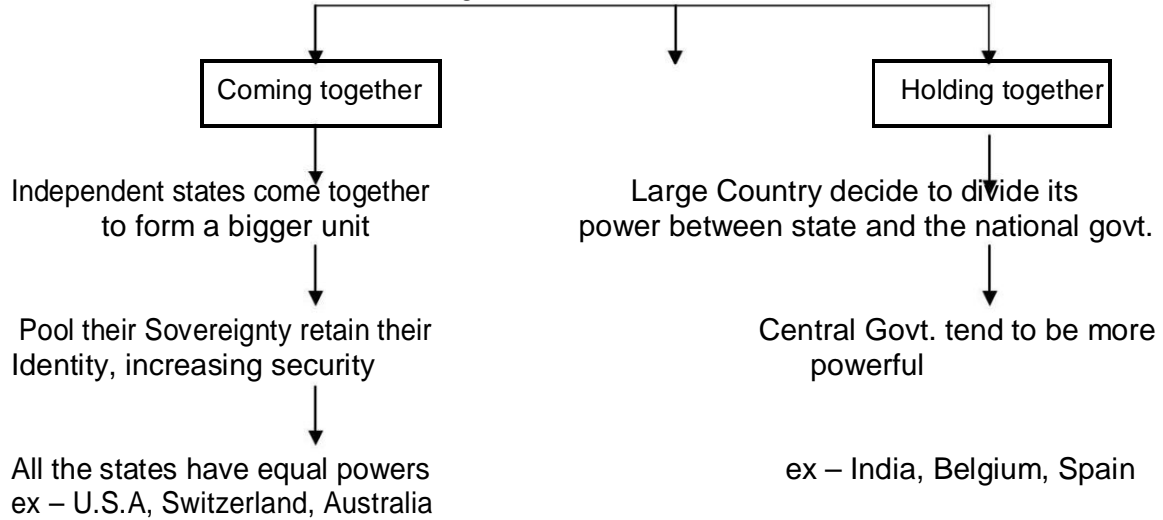 Coming together
Holding together
Independent states come together
to form a bigger unit
Large Country decide to divide its
power between state and the national govt.
Pool their Sovereignty retain their
Identity, increasing security
Central Govt. tend to be more
powerful
All the states have equal powers
ex – U.S.A, Switzerland, Australia
ex – India, Belgium, Spain